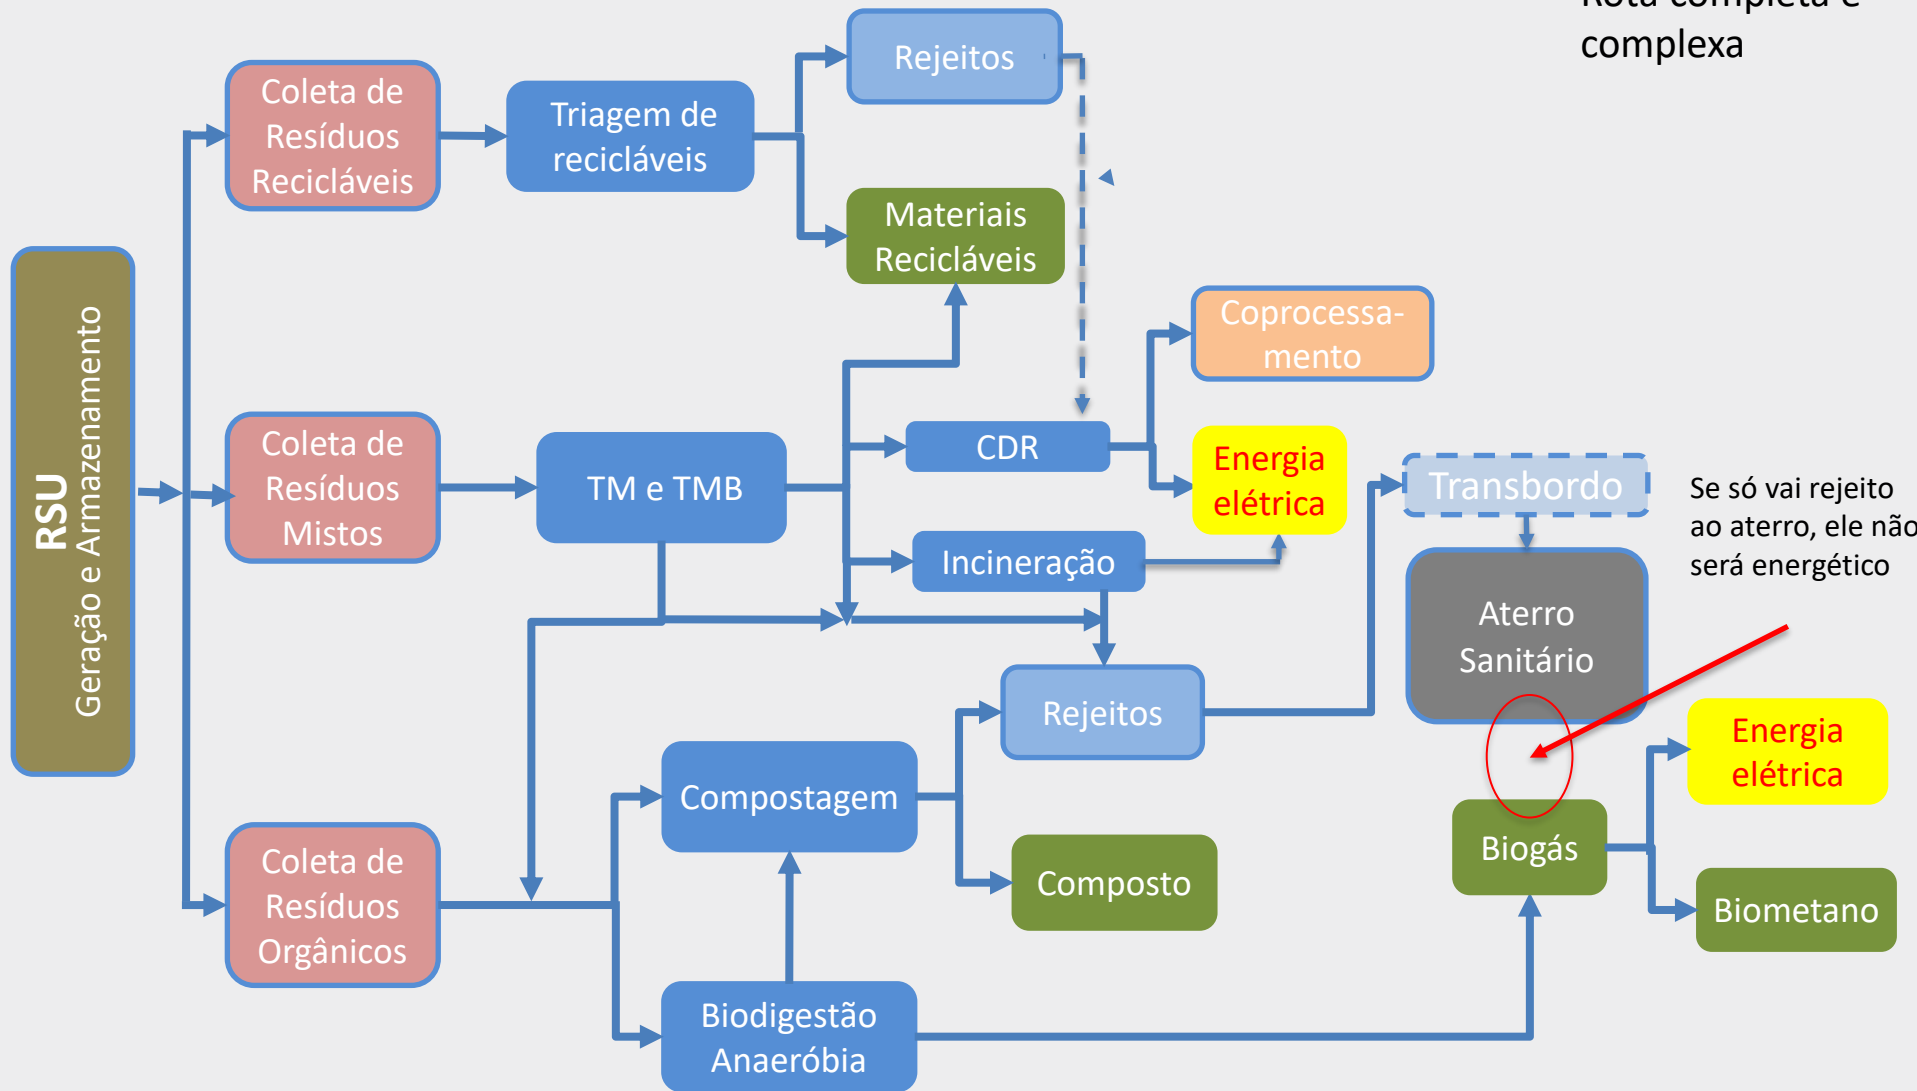 Rota completa e
complexa
Rejeitos
Coleta de
Resíduos
Recicláveis
Triagem de
recicláveis
Materiais
Recicláveis
RSU
Geração e Armazenamento
Coprocessa-
mento
Coleta de
Resíduos
Mistos
TM e TMB
CDR
Energia
elétrica
Transbordo
Se só vai rejeito
ao aterro, ele não
será energético
Incineração
Aterro
Sanitário
Rejeitos
Energia
elétrica
Compostagem
Biogás
Coleta de
Resíduos
Orgânicos
Composto
Biometano
Biodigestão
Anaeróbia